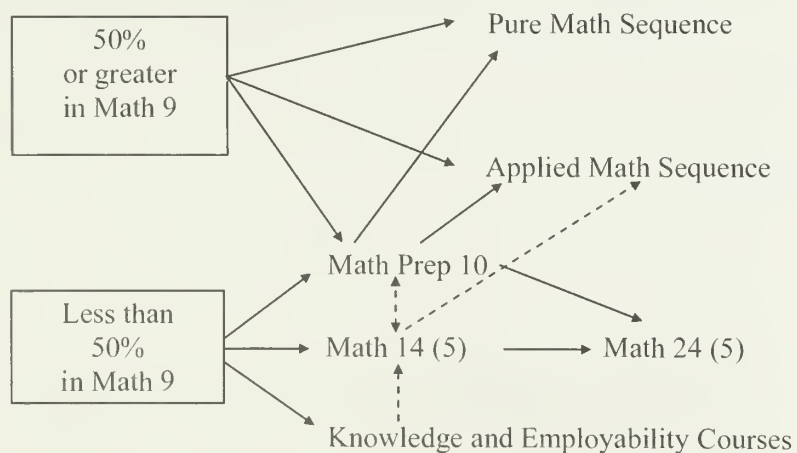 50%
or greater
in Math 9
Pure Math Sequence
Applied Math Sequence
Math Prep 10
Less than
50%
in Math 9
Math 14 (5)
Math 24 (5)
Knowledge and Employability Courses